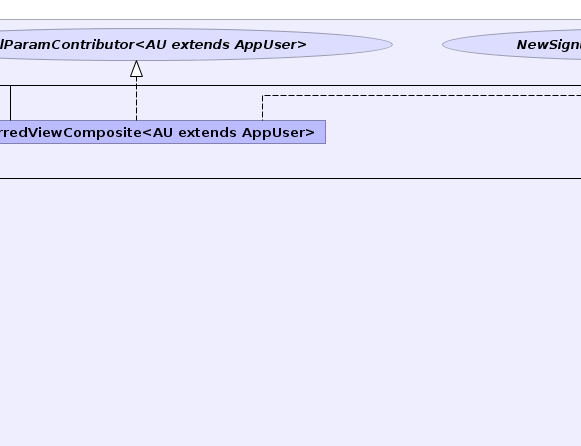 lParamContributor<AU extends AppUser>
NewSign
rredViewComposite<AU extends AppUser>